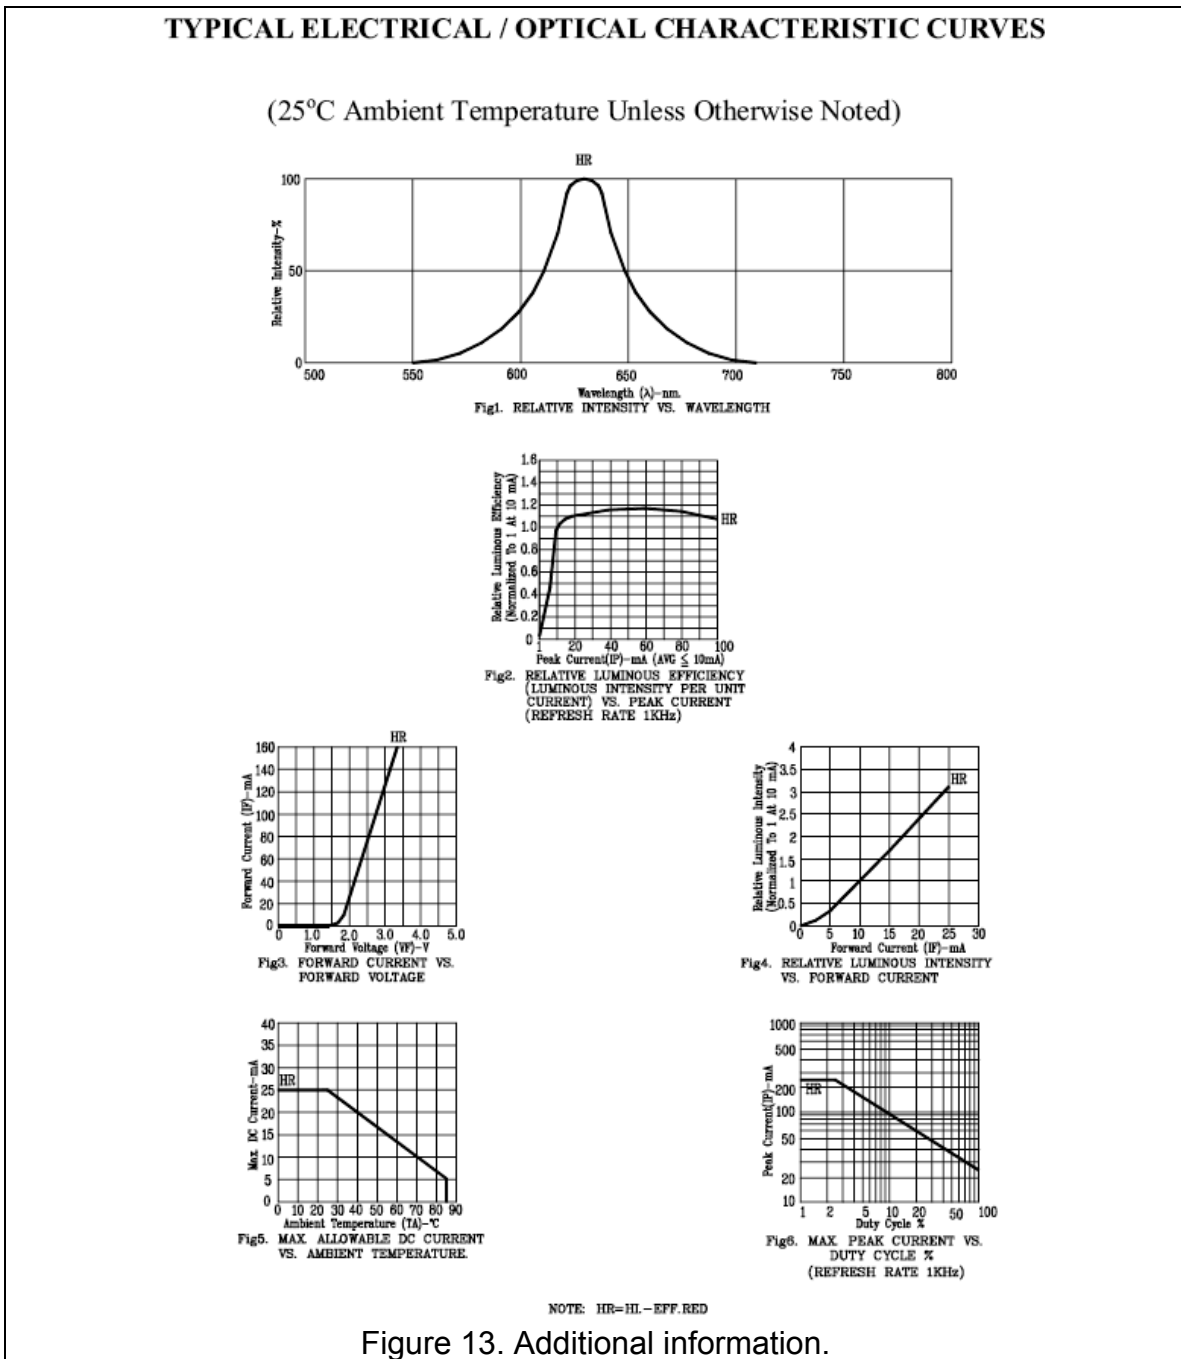 TYPICAL ELECTRICAL / OPTICAL CHARACTERISTIC CURVES
(25°C Ambient Temperature Unless Otherwise Noted)
HR
100
50
0
Relative Intensity-%
500 550 600 650 700 750 800
Wavelength (λ)-nm.
Fig1. RELATIVE INTENSITY VS. WAVELENGTH
1.6
1.4
1.2
1.0
0.8
0.6
0.4
0.2
0
Relative Luminous Efficiency
(Normalized To 1 At 10 mA)
HR
1 20 40 60 80 100
Peak Current(IP)-mA (AVG ≤ 10mA)
Fig2. RELATIVE LUMINOUS EFFICIENCY
(LUMINOUS INTENSITY PER UNIT
CURRENT) VS. PEAK CURRENT
(REFRESH RATE 1KHz)
HR
160
140
120
100
80
60
40
20
0
Forward Current (IF)-mA
0 1.0 2.0 3.0 4.0 5.0
Forward Voltage (VF)-V
Fig3. FORWARD CURRENT VS.
FORWARD VOLTAGE
4
3.5
3
2.5
2
1.5
1
0.5
0
Relative Luminous Intensity
(Normalized To 1 At 10 mA)
HR
0 5 10 15 20 25 30
Forward Current (IF)-mA
Fig4. RELATIVE LUMINOUS INTENSITY
VS. FORWARD CURRENT
40
35
30
25
20
15
10
5
0
Max. DC Current-mA
HR
0 10 20 30 40 50 60 70 80 90
Ambient Temperature (TA)-℃
Fig5. MAX. ALLOWABLE DC CURRENT
VS. AMBIENT TEMPERATURE.
1000
500
200
100
50
20
10
Peak Current(IP)-mA
HR
1 2 5 10 20 50 100
Duty Cycle %
Fig6. MAX. PEAK CURRENT VS.
DUTY CYCLE %
(REFRESH RATE 1KHz)
NOTE: HR=HI.-EFF.RED
Figure 13. Additional information.